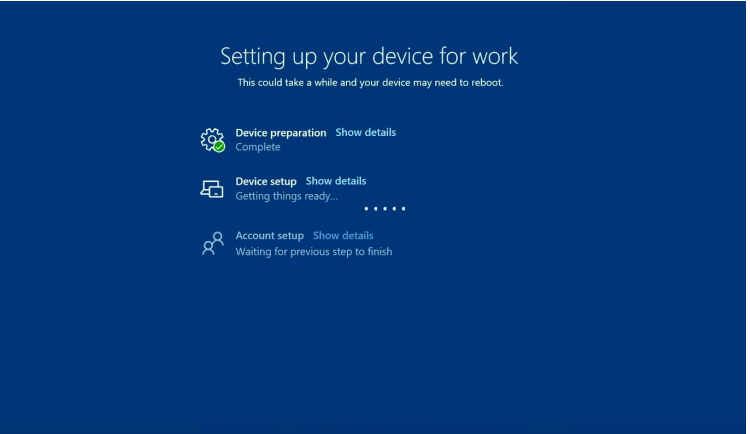 Setting up your device for work
This could take a while and your device may need to reboot.
Device preparation Show details
Complete
Device setup Show details
Getting things ready...
Account setup Show details
Waiting for previous step to finish